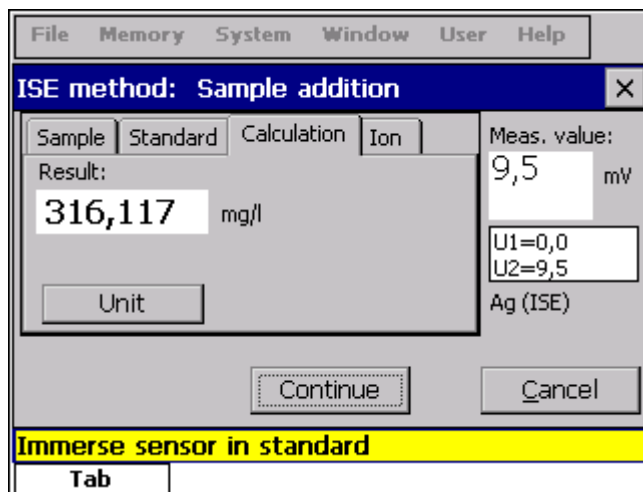 File Memory System Window User Help
ISE method: Sample addition
Sample Standard Calculation Ion
Result:
316,117 mg/l
Unit
Meas. value:
9,5 mV
U1=0,0
U2=9,5
Ag (ISE)
Continue Cancel
Immerse sensor in standard
Tab